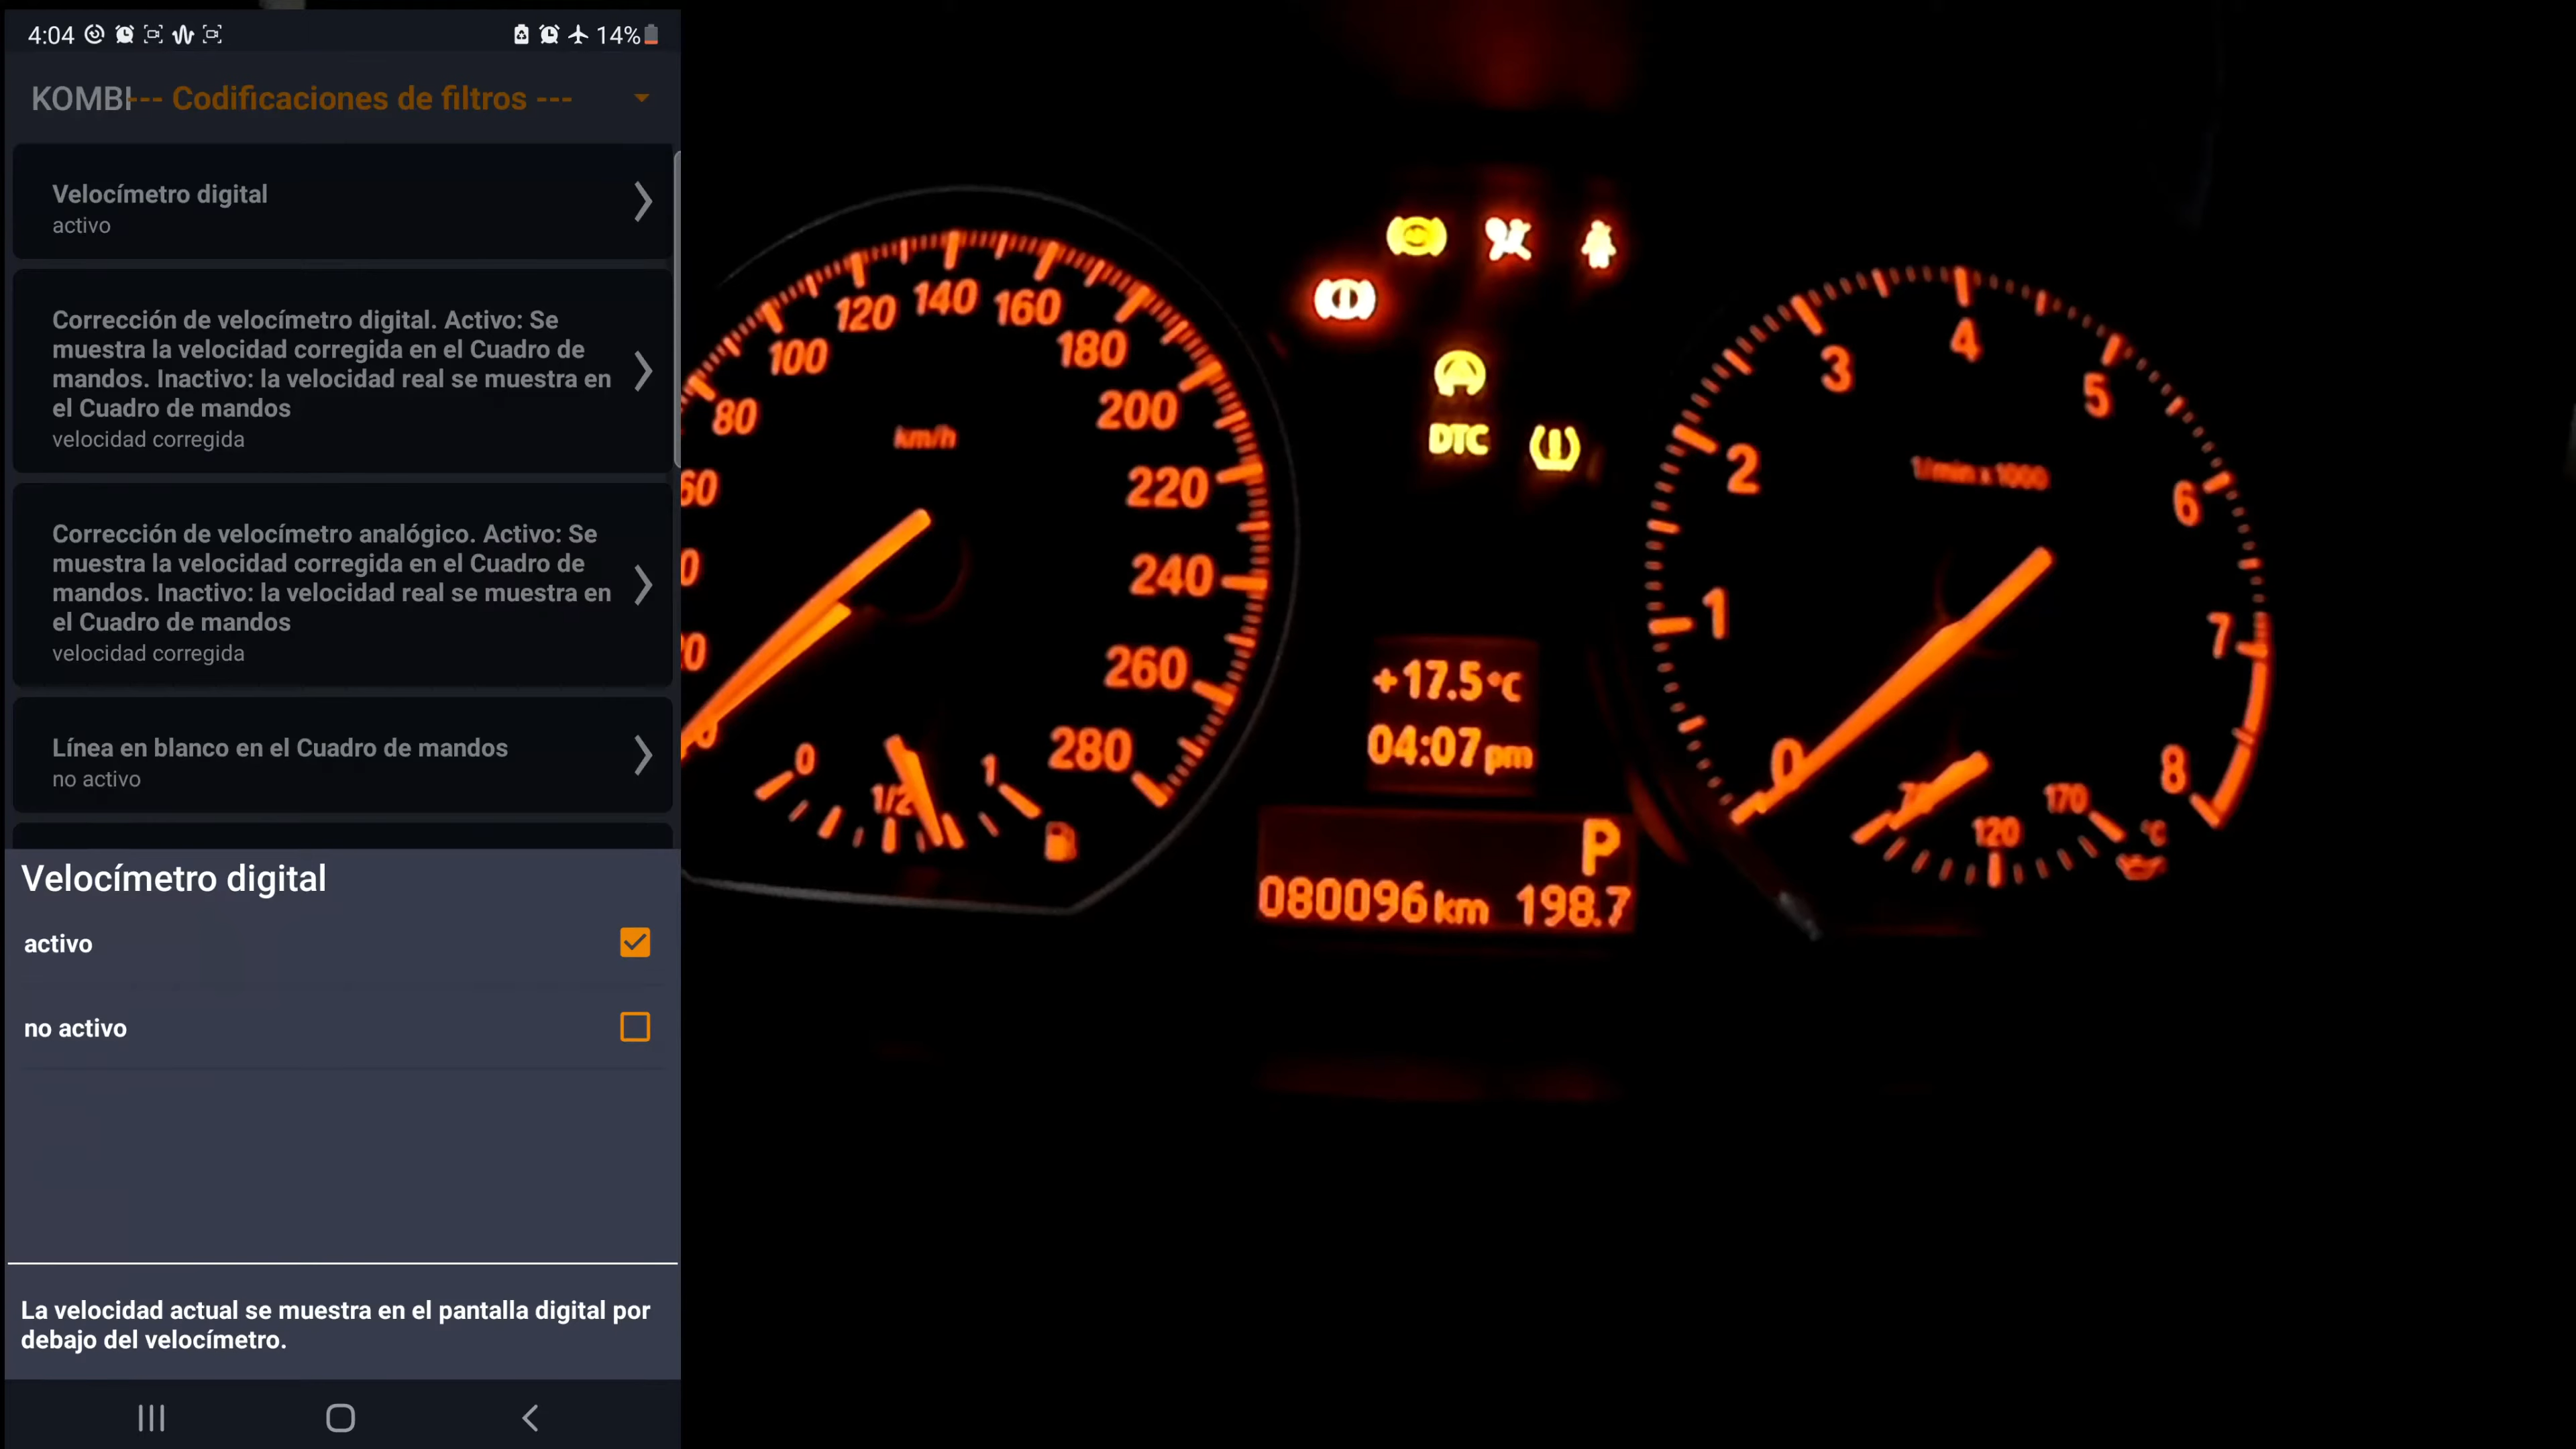 4:04
14%
KOMBI
--- Codificaciones de filtros ---
Velocímetro digital
activo
Corrección de velocímetro digital. Activo: Se
muestra la velocidad corregida en el Cuadro de
mandos. Inactivo: la velocidad real se muestra en
el Cuadro de mandos
velocidad corregida
Corrección de velocímetro analógico. Activo: Se
muestra la velocidad corregida en el Cuadro de
mandos. Inactivo: la velocidad real se muestra en
el Cuadro de mandos
velocidad corregida
Línea en blanco en el Cuadro de mandos
no activo
Velocímetro digital
activo
no activo
La velocidad actual se muestra en el pantalla digital por
debajo del velocímetro.
80
100
120
140
160
180
200
220
240
260
280
km/h
0
1/2
1
DTC
+17.5°C
04:07pm
P
080096km 198.7
0
1
2
3
4
5
6
7
8
1/min x 1000
120
170
°C